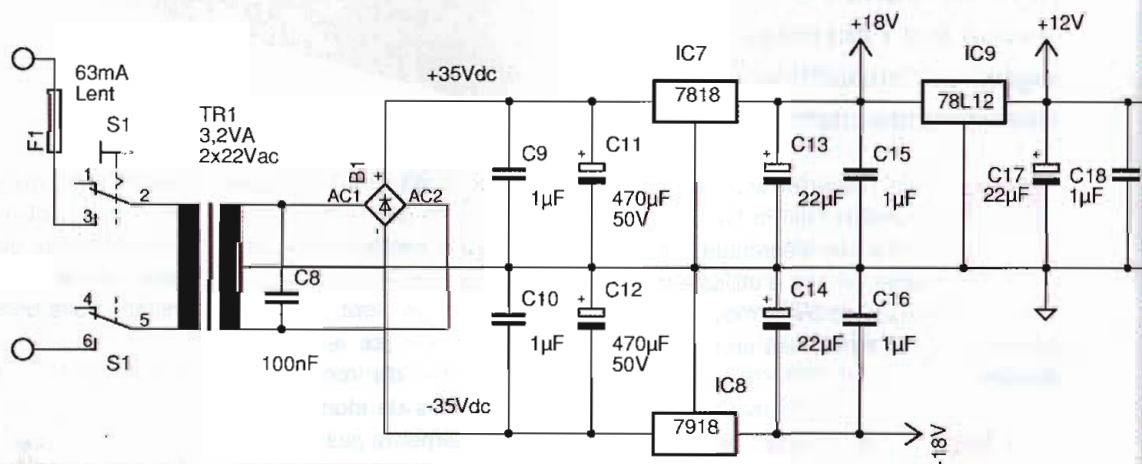 63mA
Lent
F1
S1
1
2
3
4
5
6
S1
TR1
3,2VA
2x22Vac
C8
100nF
B1
+
AC1
AC2
-
+35Vdc
-35Vdc
C9
1µF
C10
1µF
C11
+
470µF
50V
C12
+
470µF
50V
IC7
7818
IC8
7918
C13
+
22µF
C14
+
22µF
+18V
C15
1µF
C16
1µF
-18V
IC9
78L12
+12V
C17
+
22µF
C18
1µF